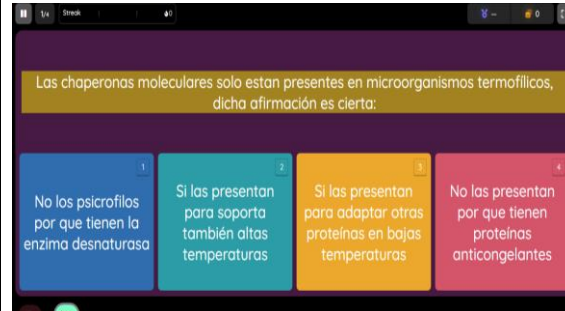 1/4 Streak 0 - 0
Las chaperonas moleculares solo estan presentes en microorganismos termofílicos,
dicha afirmación es cierta:
1
No los psicrofilos
por que tienen la
enzima desnaturasa
2
Si las presentan
para soporta
también altas
temperaturas
3
Si las presentan
para adaptar otras
proteínas en bajas
temperaturas
4
No las presentan
por que tienen
proteínas
anticongelantes